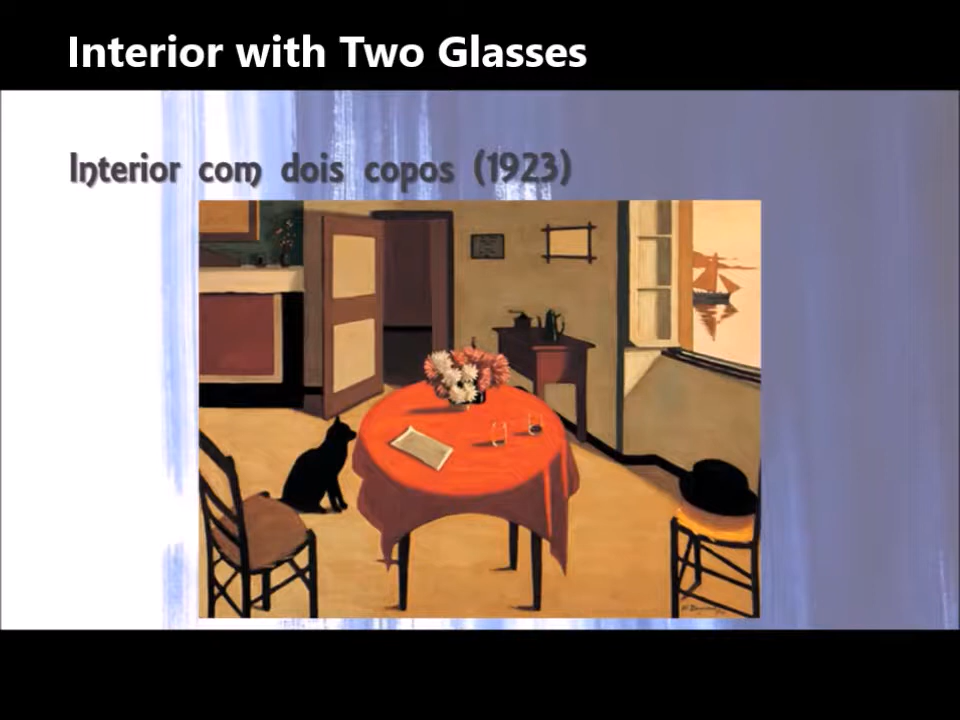 Interior with Two Glasses
Interior com dois copos (1923)